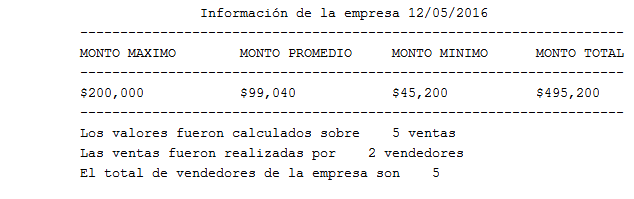 Información de la empresa 12/05/2016
--------------------------------------------------------------------
MONTO MAXIMO MONTO PROMEDIO MONTO MINIMO MONTO TOTAL
--------------------------------------------------------------------
$200,000 $99,040 $45,200 $495,200
--------------------------------------------------------------------
Los valores fueron calculados sobre 5 ventas
Las ventas fueron realizadas por 2 vendedores
El total de vendedores de la empresa son 5